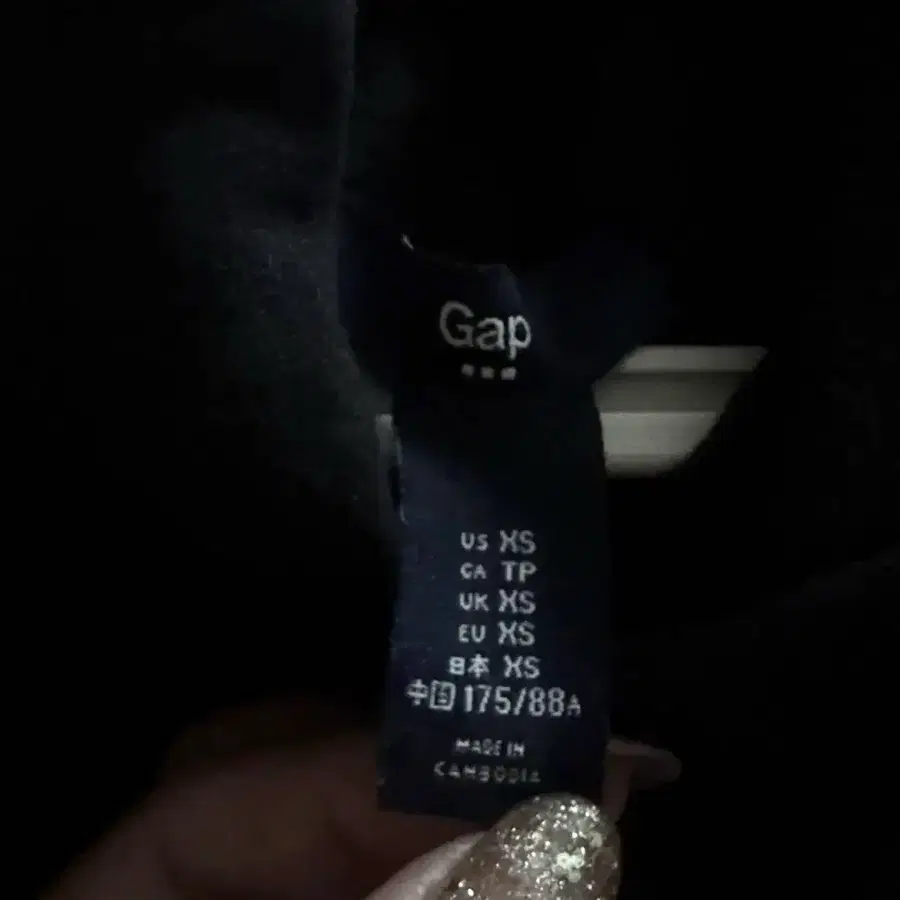 Gap
US XS
CA TP
UK XS
EU XS
日本 XS
中国 175/88A
MADE IN
CAMBODIA